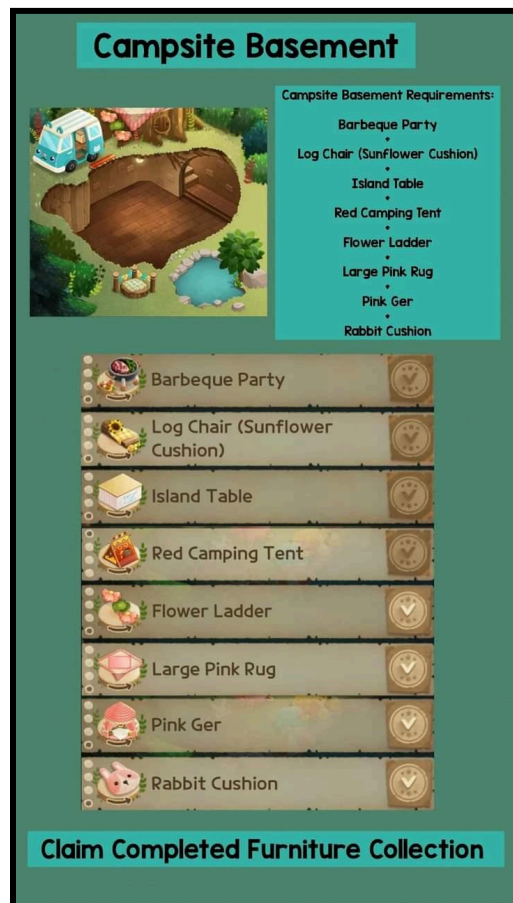 Campsite Basement
Campsite Basement Requirements:
Barbeque Party
+
Log Chair (Sunflower Cushion)
+
Island Table
+
Red Camping Tent
+
Flower Ladder
+
Large Pink Rug
+
Pink Ger
+
Rabbit Cushion
Barbeque Party
Log Chair (Sunflower
Cushion)
Island Table
Red Camping Tent
Flower Ladder
Large Pink Rug
Pink Ger
Rabbit Cushion
Claim Completed Furniture Collection